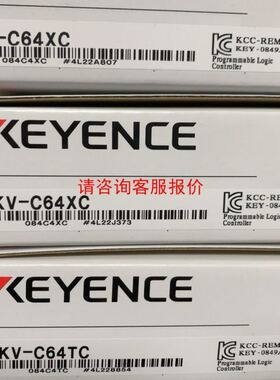 -C64XC
084C4XC #4L22A807
KCC-REM
KEY-0849
Programmable Logic
Controller
KEYENCE
请咨询客服报价
KV-C64XC
084C4XC #4L22J373
KCC-REM
KEY-0849
Programmable Logic
Controller
KEYENCE
KV-C64TC
084C4TC #4L22B854
KCC-REM
KEY-0849
Programmable Logic
Controller